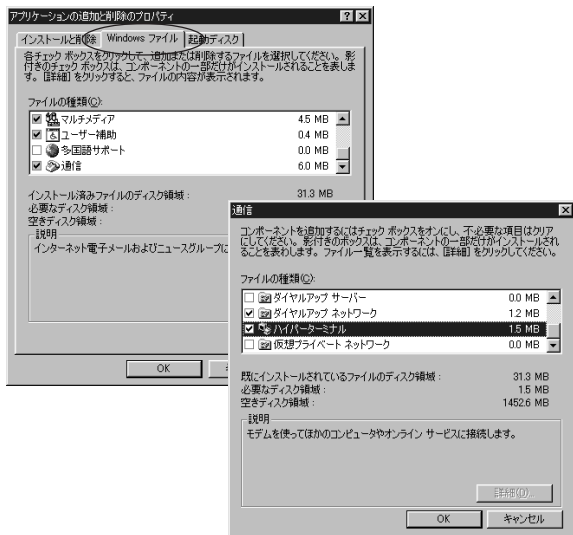 アプリケーションの追加と削除のプロパティ
インストールと削除
Windows ファイル
起動ディスク
各チェック ボックスをクリックして、追加または削除するファイルを選択してください。影
付きのチェック ボックスは、コンポーネントの一部だけがインストールされることを表しま
す。[詳細] をクリックすると、ファイルの内容が表示されます。
ファイルの種類(C):
マルチメディア 4.5 MB
ユーザー補助 0.4 MB
多国語サポート 0.0 MB
通信 6.0 MB
インストール済みファイルのディスク領域 : 31.3 MB
必要なディスク領域 :
空きディスク領域 :
説明
インターネット電子メールおよびニュースグループに
OK
通信
コンポーネントを追加するにはチェック ボックスをオンにし、不必要な項目はクリア
にしてください。影付きのボックスは、コンポーネントの一部だけがインストールされ
ることを表わします。ファイル一覧を表示するには、[詳細] をクリックしてください。
ファイルの種類(C):
ダイヤルアップ サーバー 0.0 MB
ダイヤルアップ ネットワーク 1.2 MB
ハイパーターミナル 1.5 MB
仮想プライベート ネットワーク 0.0 MB
既にインストールされているファイルのディスク領域 : 31.3 MB
必要なディスク領域 : 1.5 MB
空きディスク領域 : 1452.6 MB
説明
モデムを使ってほかのコンピュータやオンライン サービスに接続します。
詳細(D)...
OK
キャンセル